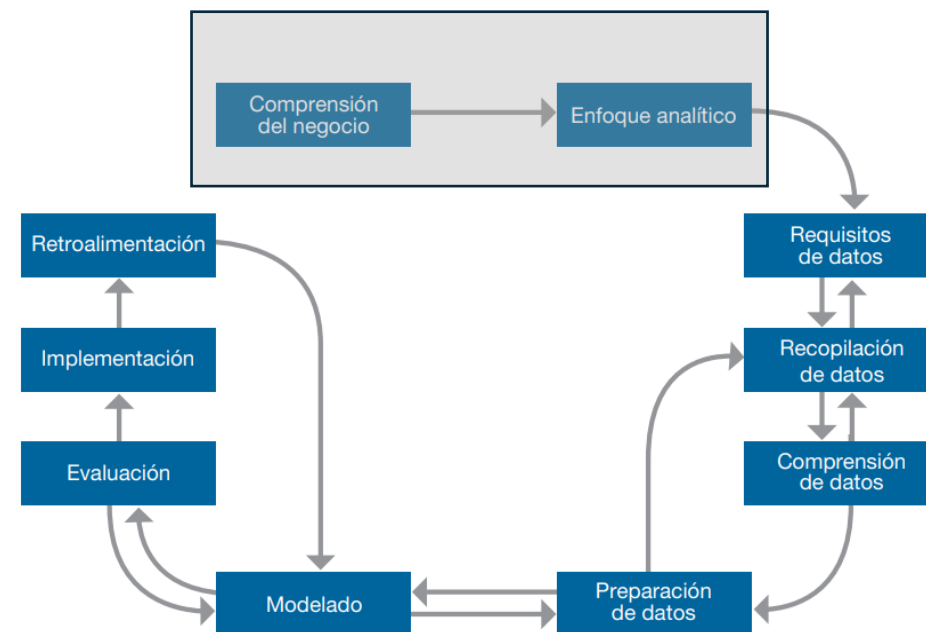 Comprensión
del negocio
Enfoque analítico
Requisitos
de datos
Recopilación
de datos
Comprensión
de datos
Preparación
de datos
Modelado
Evaluación
Implementación
Retroalimentación